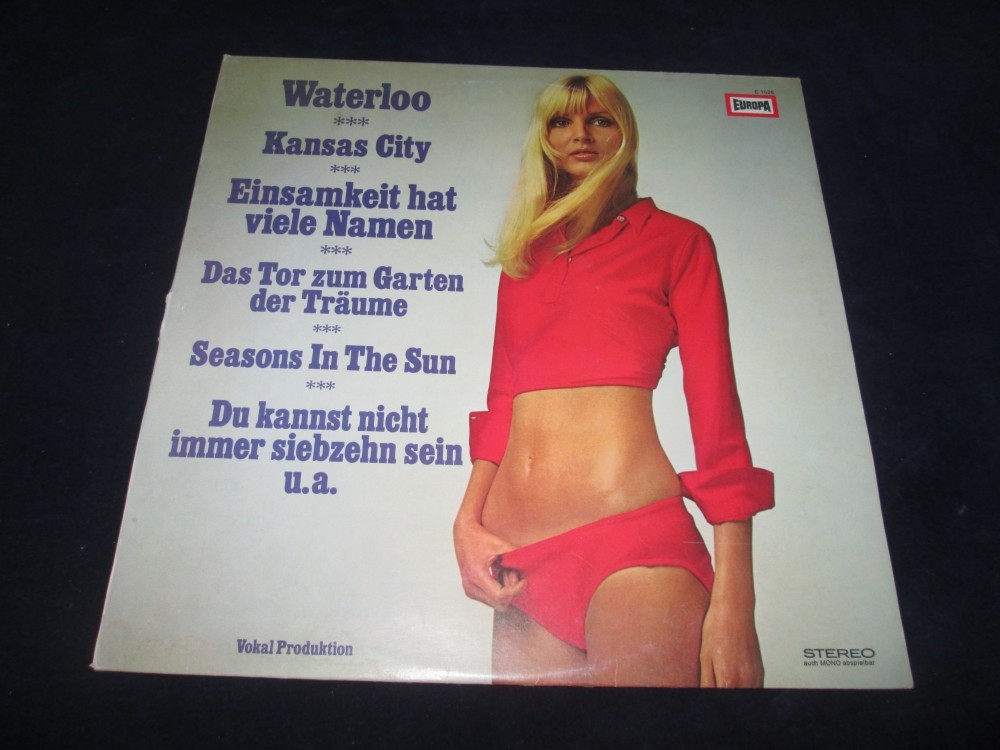 Waterloo
***
Kansas City
***
Einsamkeit hat
viele Namen
***
Das Tor zum Garten
der Träume
***
Seasons In The Sun
***
Du kannst nicht
immer siebzehn sein
u.a.
Vokal Produktion
EUROPA
STEREO
auch MONO abspielbar